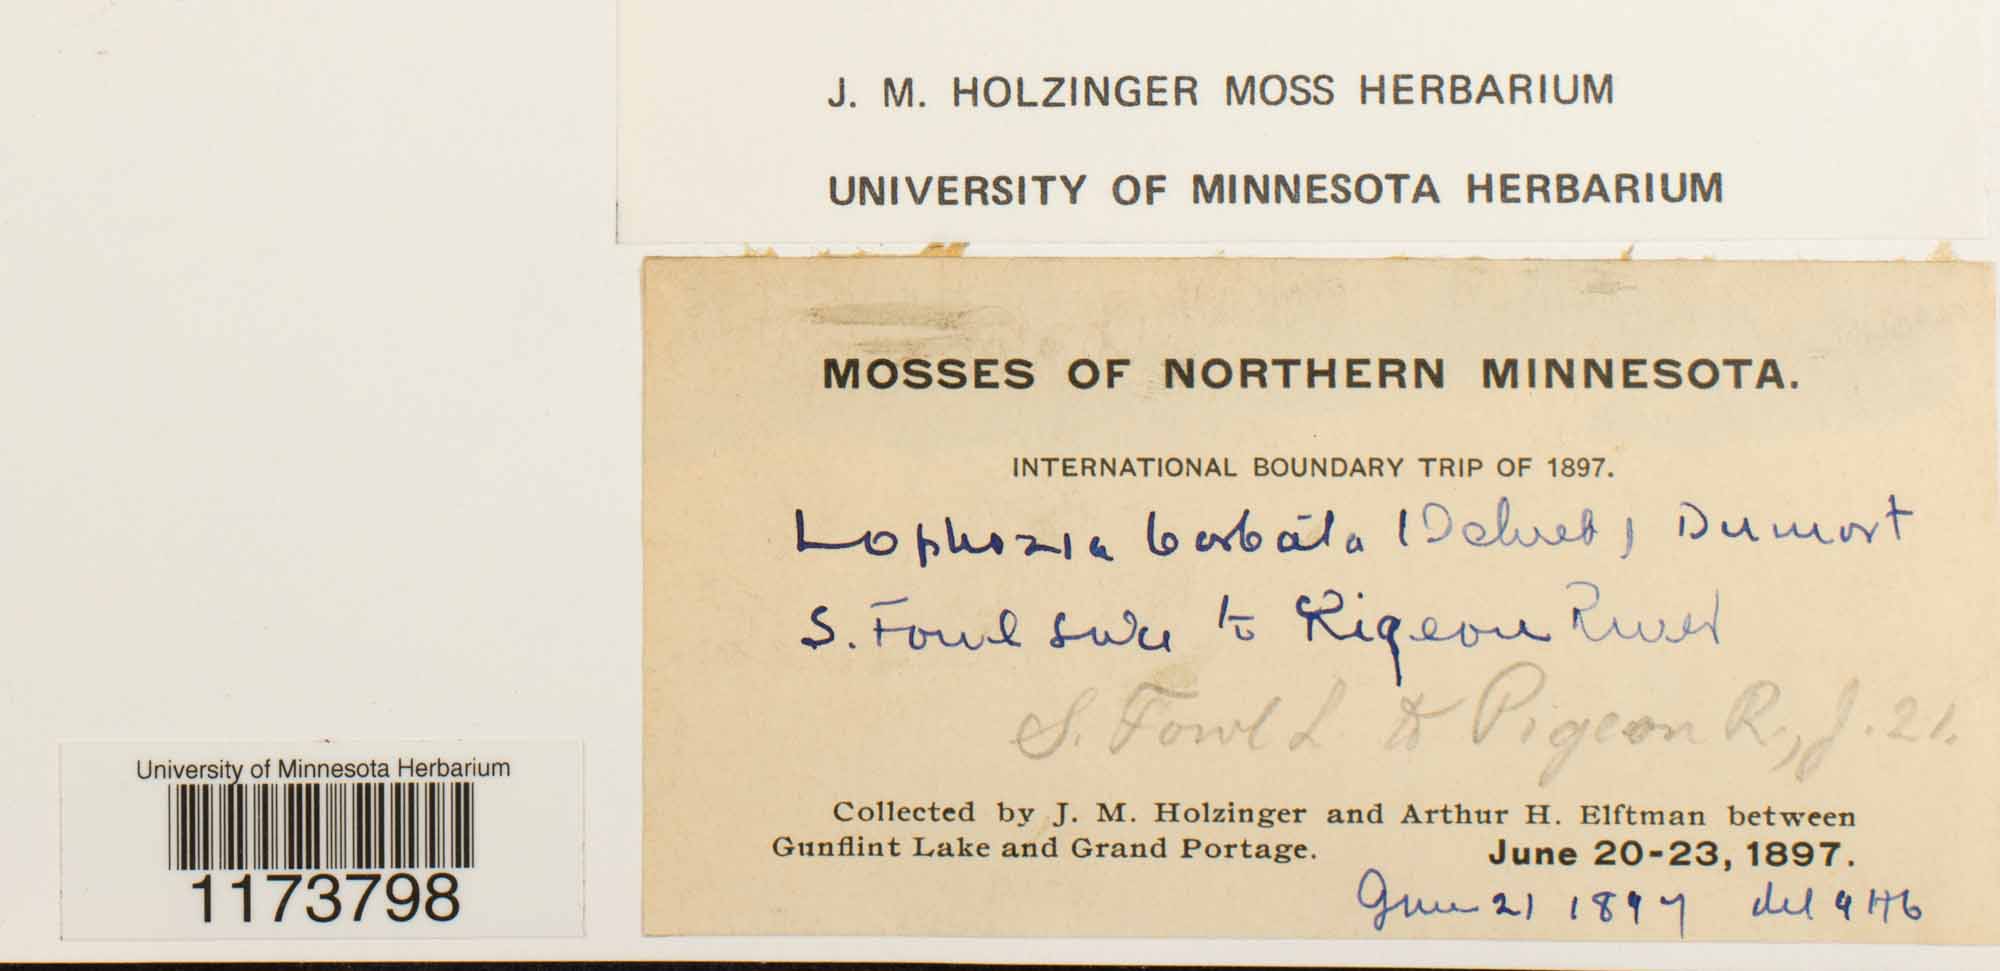 J. M. HOLZINGER MOSS HERBARIUM
UNIVERSITY OF MINNESOTA HERBARIUM
MOSSES OF NORTHERN MINNESOTA.
INTERNATIONAL BOUNDARY TRIP OF 1897.
Lophozia barbata (Schreb) Dumort
S. Fowl Lake to Pigeon River
S. Fowl L to Pigeon R., J. 21.
Collected by J. M. Holzinger and Arthur H. Elftman between
Gunflint Lake and Grand Portage. June 20-23, 1897.
June 21 1897 del
University of Minnesota Herbarium
1173798